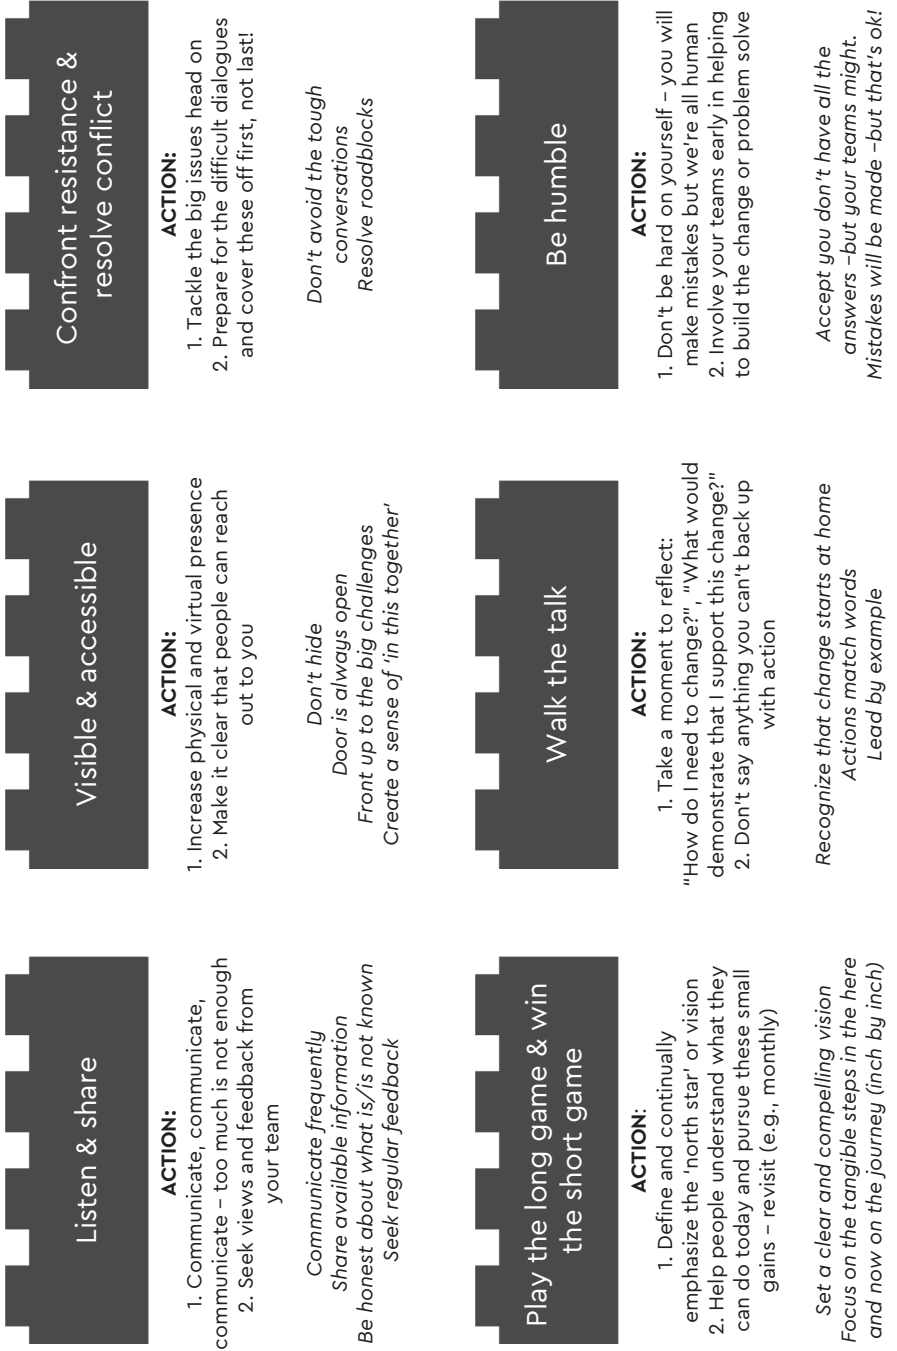 Listen & share
ACTION:
1. Communicate, communicate,
communicate – too much is not enough
2. Seek views and feedback from
your team
Communicate frequently
Share available information
Be honest about what is/is not known
Seek regular feedback
Visible & accessible
ACTION:
1. Increase physical and virtual presence
2. Make it clear that people can reach
out to you
Don't hide
Door is always open
Front up to the big challenges
Create a sense of 'in this together'
Confront resistance &
resolve conflict
ACTION:
1. Tackle the big issues head on
2. Prepare for the difficult dialogues
and cover these off first, not last!
Don't avoid the tough
conversations
Resolve roadblocks
Play the long game & win
the short game
ACTION:
1. Define and continually
emphasize the 'north star' or vision
2. Help people understand what they
can do today and pursue these small
gains – revisit (e.g., monthly)
Set a clear and compelling vision
Focus on the tangible steps in the here
and now on the journey (inch by inch)
Walk the talk
ACTION:
1. Take a moment to reflect:
"How do I need to change?", "What would
demonstrate that I support this change?"
2. Don't say anything you can't back up
with action
Recognize that change starts at home
Actions match words
Lead by example
Be humble
ACTION:
1. Don't be hard on yourself – you will
make mistakes but we're all human
2. Involve your teams early in helping
to build the change or problem solve
Accept you don't have all the
answers –but your teams might.
Mistakes will be made –but that's ok!